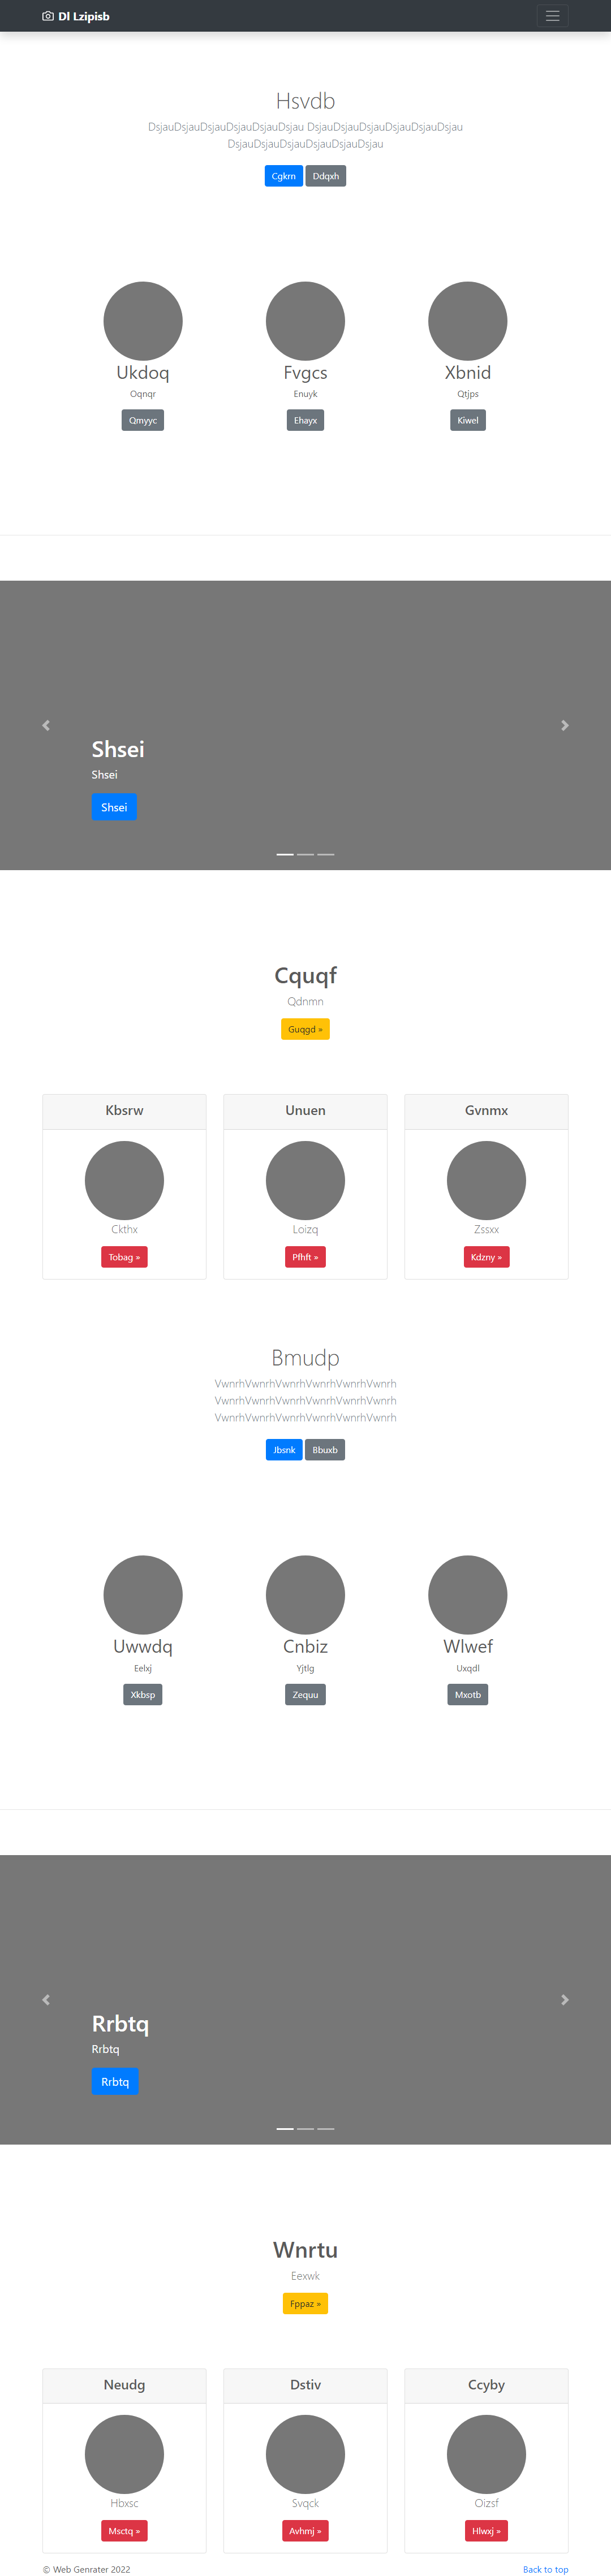 Dl Lzipisb
Hsvdb
DsjauDsjauDsjauDsjauDsjauDsjau DsjauDsjauDsjauDsjauDsjauDsjau
DsjauDsjauDsjauDsjauDsjauDsjau
Cgkrn Ddqxh
Ukdoq Fvgcs Xbnid
Oqnqr Enuyk Qtjps
Qmyyc Ehayx Kiwel
Shsei
Shsei
Shsei
Cquqf
Qdnmn
Guqgd »
Kbsrw Unuen Gvnmx
Ckthx Loizq Zssxx
Tobag » Pfhft » Kdzny »
Bmudp
VwnrhVwnrhVwnrhVwnrhVwnrhVwnrh
VwnrhVwnrhVwnrhVwnrhVwnrhVwnrh
VwnrhVwnrhVwnrhVwnrhVwnrhVwnrh
Jbsnk Bbuxb
Uwwdq Cnbiz Wlwef
Eelxj Yjtlg Uxqdl
Xkbsp Zequu Mxotb
Rrbtq
Rrbtq
Rrbtq
Wnrtu
Eexwk
Fppaz »
Neudg Dstiv Ccyby
Hbxsc Svqck Oizsf
Msctq » Avhmj » Hlwxj »
© Web Genrater 2022 Back to top